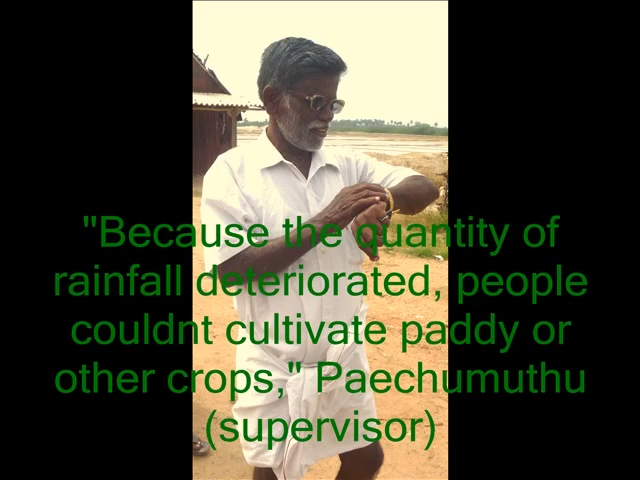 "Because the quantity of
rainfall deteriorated, people
couldnt cultivate paddy or
other crops," Paechumuthu
(supervisor)